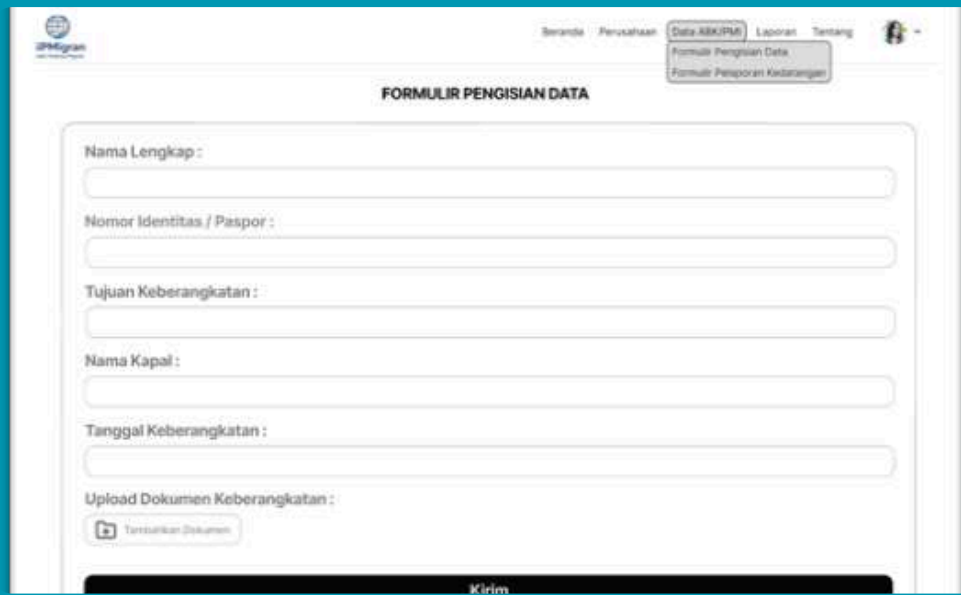 Beranda Perusahaan Data ABK/PMI Laporan Tentang
SIPMigran
Formulir Pengisian Data
Formulir Pelaporan Kedatangan
FORMULIR PENGISIAN DATA
Nama Lengkap :
Nomor Identitas / Paspor :
Tujuan Keberangkatan :
Nama Kapal :
Tanggal Keberangkatan :
Upload Dokumen Keberangkatan :
Tambahkan Dokumen
Kirim